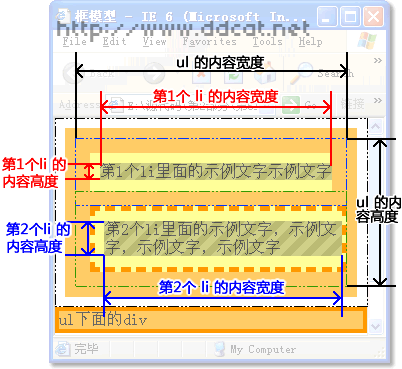 框模型 - IE 6 (Microsoft In...
http://www.ddcat.net
File Edit View Favorites Tools Help
ul 的内容宽度
Back Search
第1个 li 的内容宽度
Address Go 链接
第1个li 的
内容高度
第1个li里面的示例文字示例文字
ul 的内
容高度
第2个li 的
内容高度
第2个li里面的示例文字，示例文
字，示例文字，示例文字
第2个 li 的内容宽度
ul下面的div
完毕 My Computer